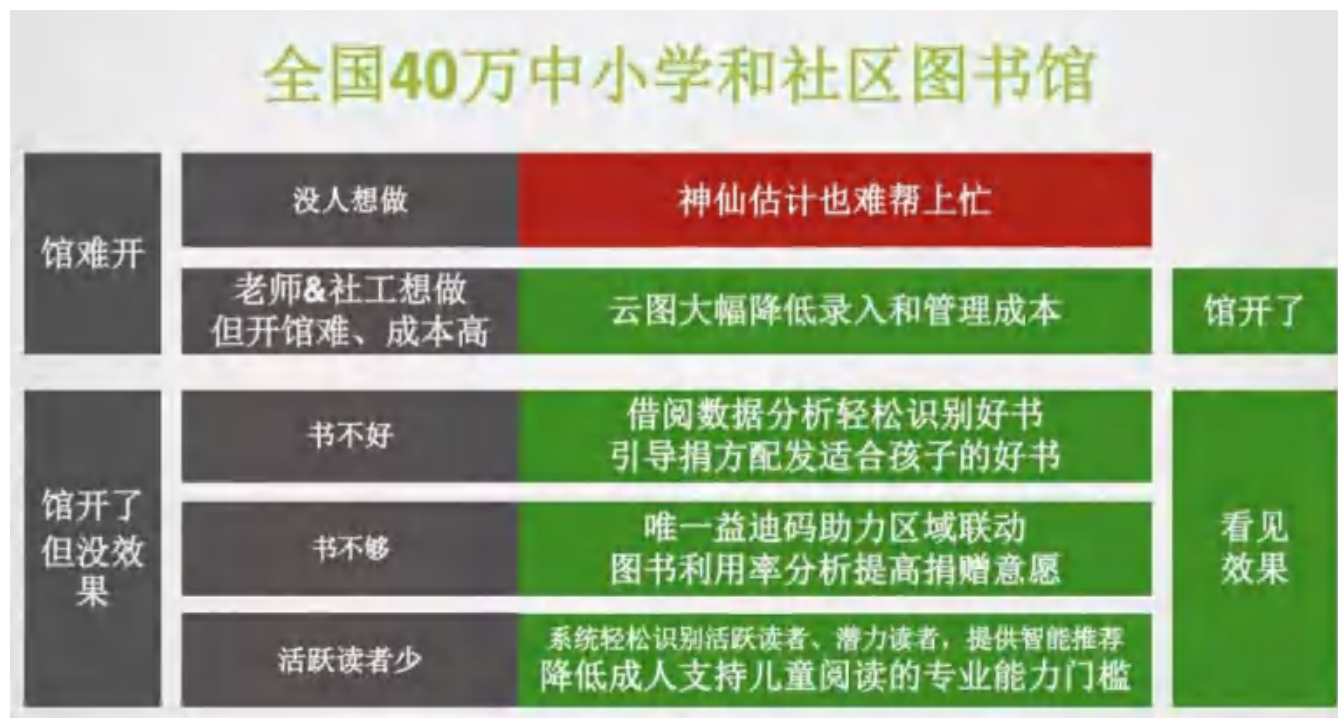 全国40万中小学和社区图书馆
馆难开
没人想做
神仙估计也难帮上忙
老师&社工想做
但开馆难、成本高
云图大幅降低录入和管理成本
馆开了
馆开了
但没效
果
书不好
借阅数据分析轻松识别好书
引导捐方配发适合孩子的好书
书不够
唯一益迪码助力区域联动
图书利用率分析提高捐赠意愿
活跃读者少
系统轻松识别活跃读者、潜力读者，提供智能推荐
降低成人支持儿童阅读的专业能力门槛
看见
效果